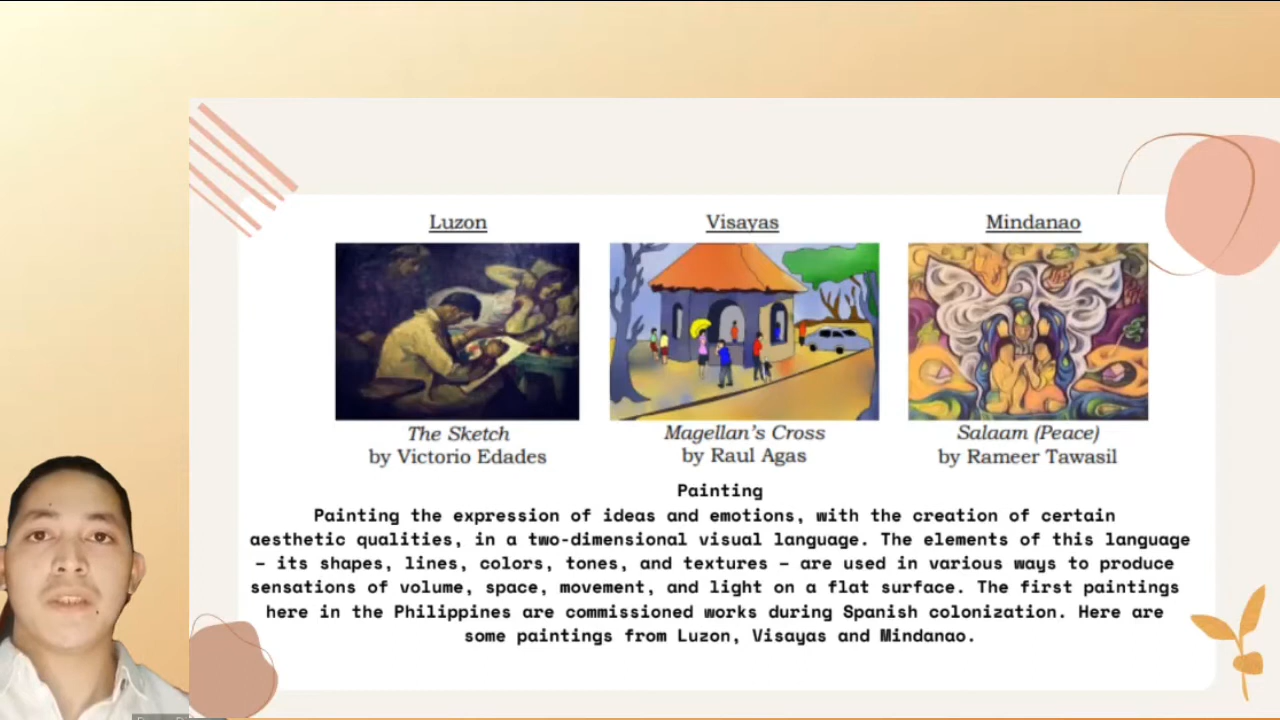 Luzon
Visayas
Mindanao
The Sketch
by Victorio Edades
Magellan's Cross
by Raul Agas
Salaam (Peace)
by Rameer Tawasil
Painting
Painting the expression of ideas and emotions, with the creation of certain
aesthetic qualities, in a two-dimensional visual language. The elements of this language
– its shapes, lines, colors, tones, and textures – are used in various ways to produce
sensations of volume, space, movement, and light on a flat surface. The first paintings
here in the Philippines are commissioned works during Spanish colonization. Here are
some paintings from Luzon, Visayas and Mindanao.